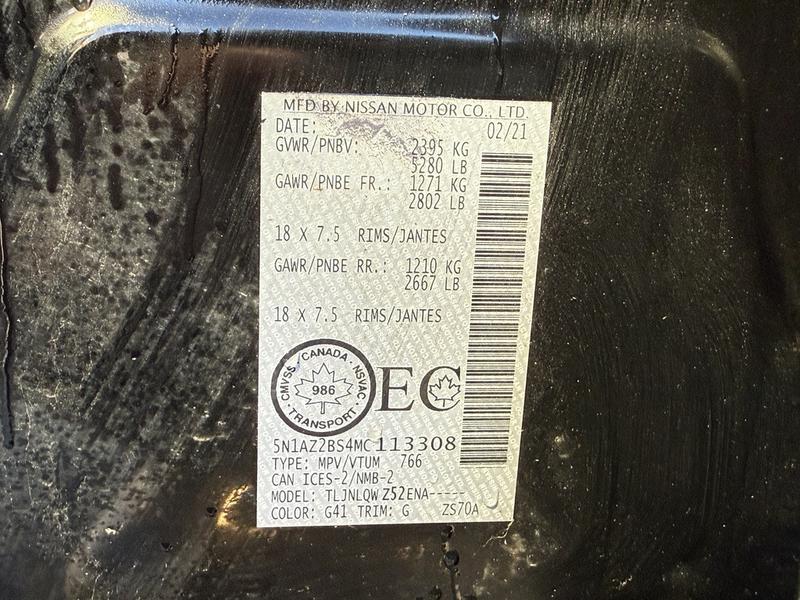 MFD BY NISSAN MOTOR CO., LTD.
DATE: 02/21
GVWR/PNBV: 2395 KG
5280 LB
GAWR/PNBE FR.: 1271 KG
2802 LB
18 X 7.5 RIMS/JANTES
GAWR/PNBE RR.: 1210 KG
2667 LB
18 X 7.5 RIMS/JANTES
CANADA · NSVAC · TRANSPORT · CMVSS ·
986
EC
5N1AZ2BS4MC113308
TYPE: MPV/VTUM 766
CAN ICES-2/NMB-2
MODEL: TLJNLQW Z52ENA-----
COLOR: G41 TRIM: G ZS70A